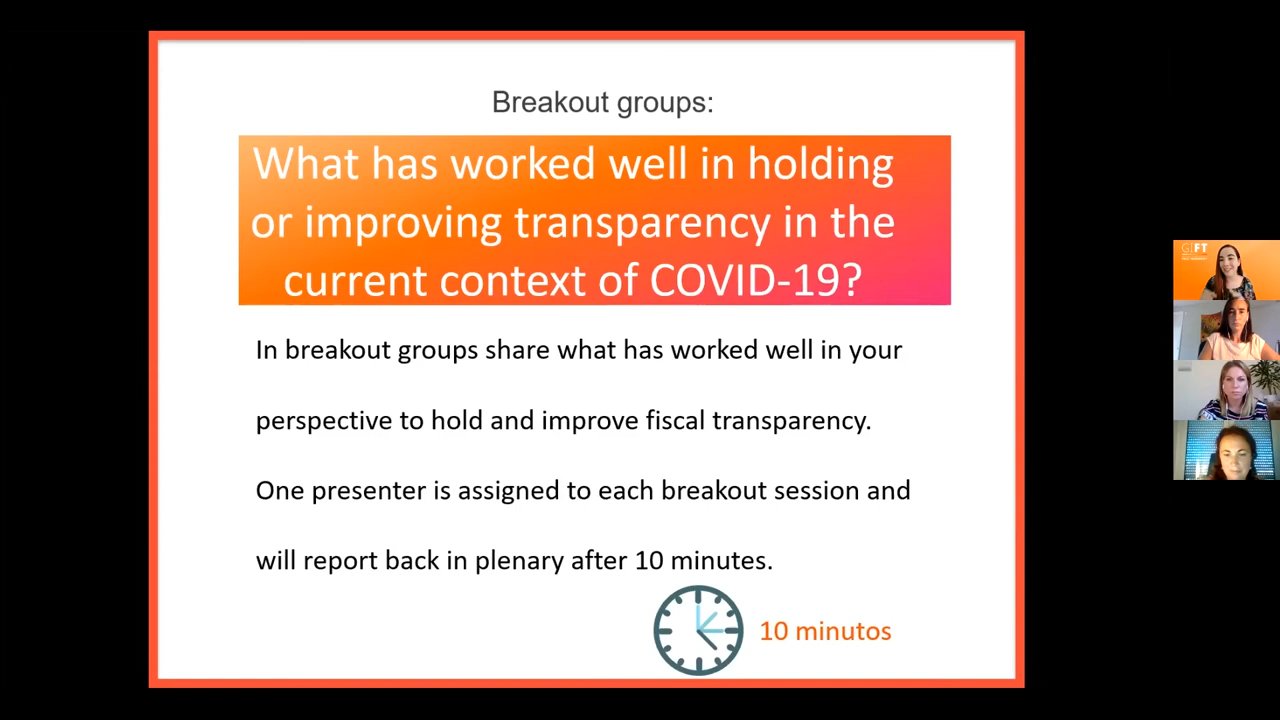 Breakout groups:
What has worked well in holding
or improving transparency in the
current context of COVID-19?
In breakout groups share what has worked well in your
perspective to hold and improve fiscal transparency.
One presenter is assigned to each breakout session and
will report back in plenary after 10 minutes.
10 minutos
GIFT